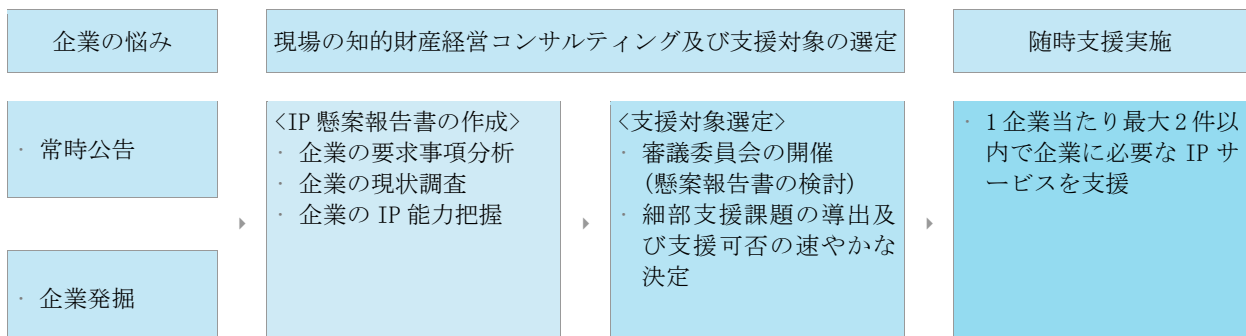 企業の悩み
現場の知的財産経営コンサルティング及び支援対象の選定
随時支援実施
· 常時公告
· 企業発掘
<IP 懸案報告書の作成>
· 企業の要求事項分析
· 企業の現状調査
· 企業の IP 能力把握
<支援対象選定>
· 審議委員会の開催
(懸案報告書の検討)
· 細部支援課題の導出及
び支援可否の速やかな
決定
· 1 企業当たり最大 2 件以
内で企業に必要な IP サ
ービスを支援